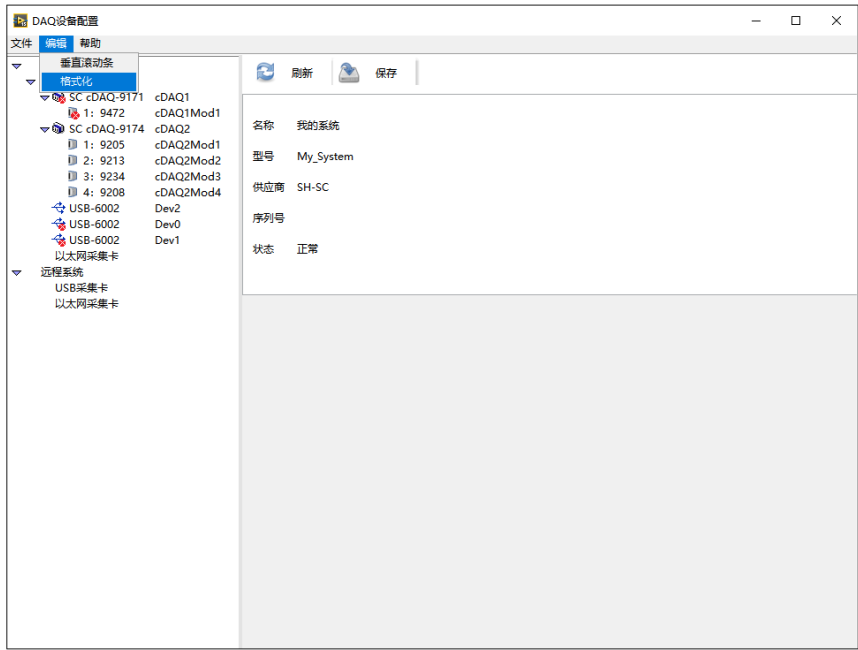 DAQ设备配置
文件 编辑 帮助
垂直滚动条
格式化
SC cDAQ-9171 cDAQ1
1: 9472 cDAQ1Mod1
SC cDAQ-9174 cDAQ2
1: 9205 cDAQ2Mod1
2: 9213 cDAQ2Mod2
3: 9234 cDAQ2Mod3
4: 9208 cDAQ2Mod4
USB-6002 Dev2
USB-6002 Dev0
USB-6002 Dev1
以太网采集卡
远程系统
USB采集卡
以太网采集卡
刷新 保存
名称 我的系统
型号 My_System
供应商 SH-SC
序列号
状态 正常